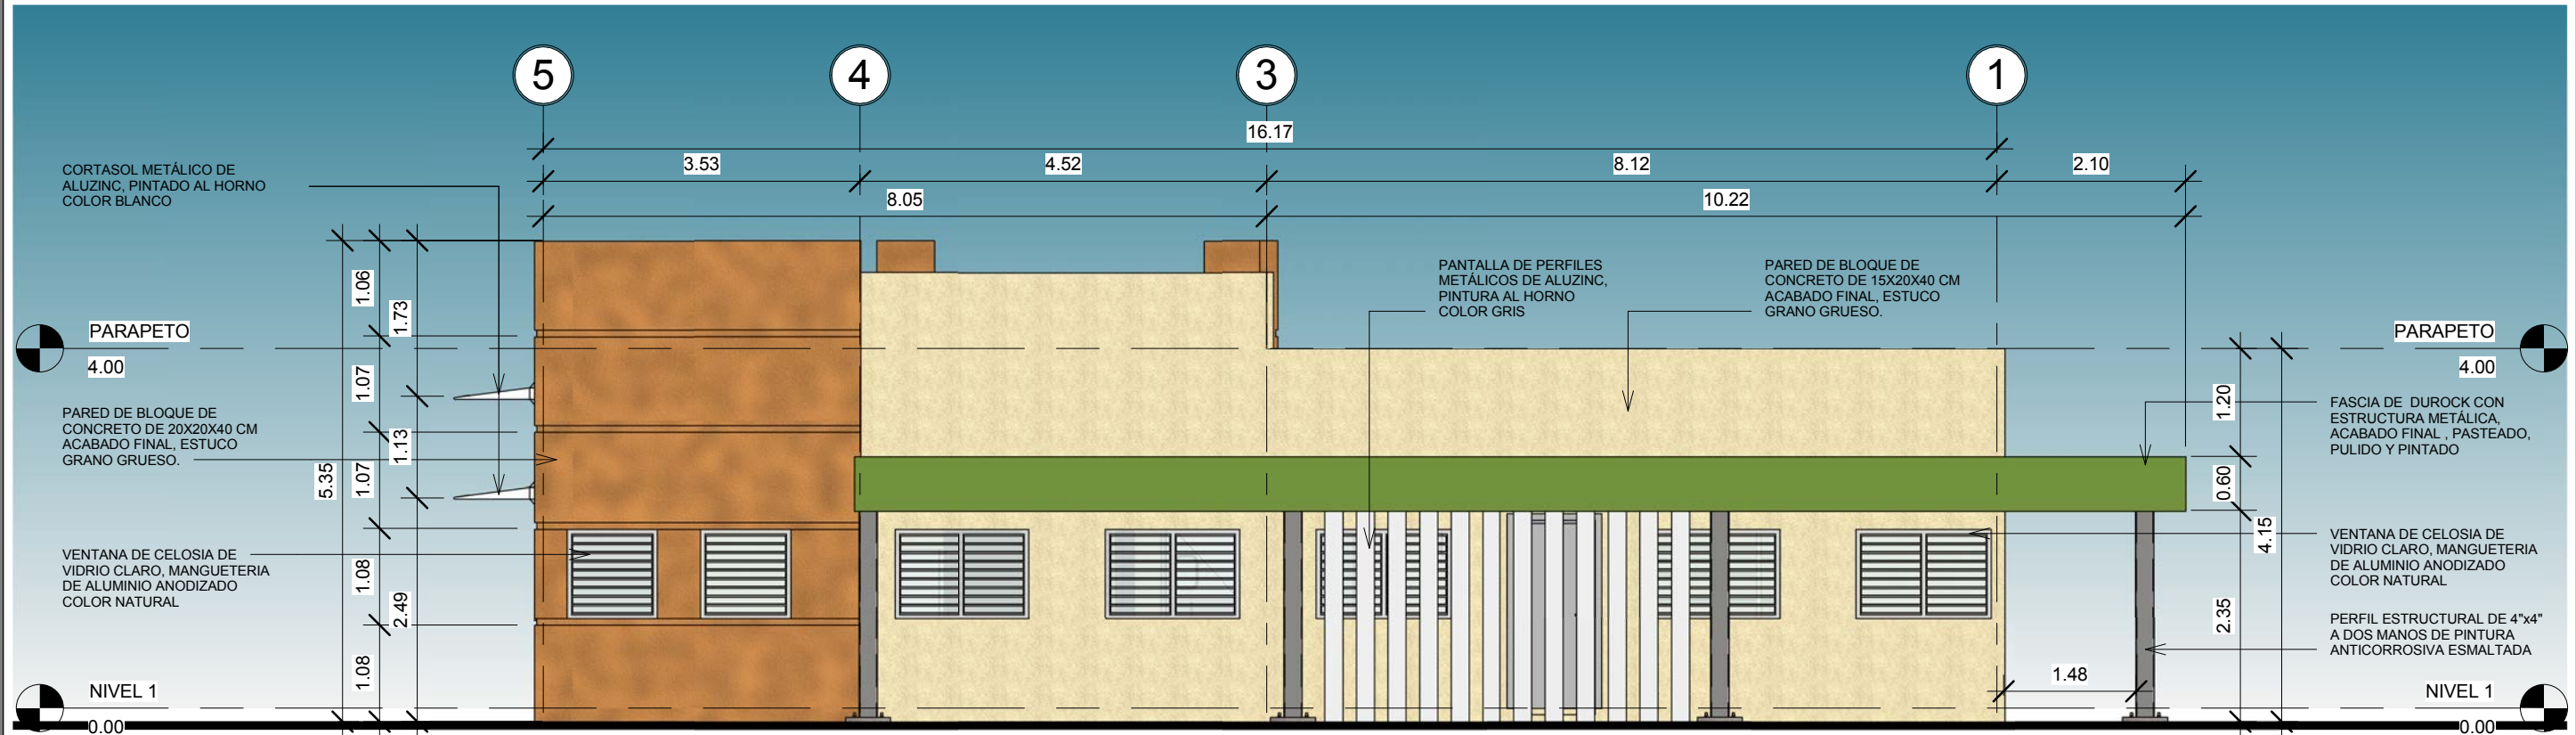 5
4
3
1
16.17
3.53
4.52
8.12
2.10
8.05
10.22
CORTASOL METÁLICO DE
ALUZINC, PINTADO AL HORNO
COLOR BLANCO
PARAPETO
4.00
PARED DE BLOQUE DE
CONCRETO DE 20X20X40 CM
ACABADO FINAL, ESTUCO
GRANO GRUESO.
VENTANA DE CELOSIA DE
VIDRIO CLARO, MANGUETERIA
DE ALUMINIO ANODIZADO
COLOR NATURAL
NIVEL 1
0.00
5.35
1.06
1.07
1.07
1.08
1.08
1.73
1.13
2.49
PANTALLA DE PERFILES
METÁLICOS DE ALUZINC,
PINTURA AL HORNO
COLOR GRIS
PARED DE BLOQUE DE
CONCRETO DE 15X20X40 CM
ACABADO FINAL, ESTUCO
GRANO GRUESO.
1.48
1.20
0.60
2.35
4.15
PARAPETO
4.00
FASCIA DE DUROCK CON
ESTRUCTURA METÁLICA,
ACABADO FINAL , PASTEADO,
PULIDO Y PINTADO
VENTANA DE CELOSIA DE
VIDRIO CLARO, MANGUETERIA
DE ALUMINIO ANODIZADO
COLOR NATURAL
PERFIL ESTRUCTURAL DE 4"x4"
A DOS MANOS DE PINTURA
ANTICORROSIVA ESMALTADA
NIVEL 1
0.00